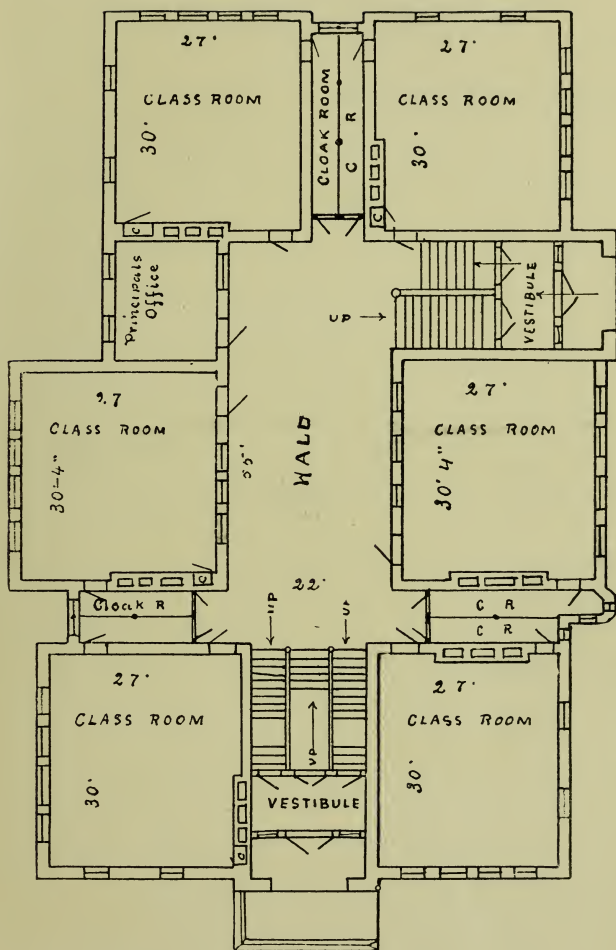 27'
CLASS ROOM
30'
CLOAK ROOM
C R
27'
CLASS ROOM
30'
C
C
Principals
Office
UP
VESTIBULE
27
CLASS ROOM
30'-4"
C
55'
HALL
27'
CLASS ROOM
30' 4"
22'
Cloak R
UP
UP
C R
C R
27'
CLASS ROOM
30'
C
UP
VESTIBULE
27'
CLASS ROOM
30'